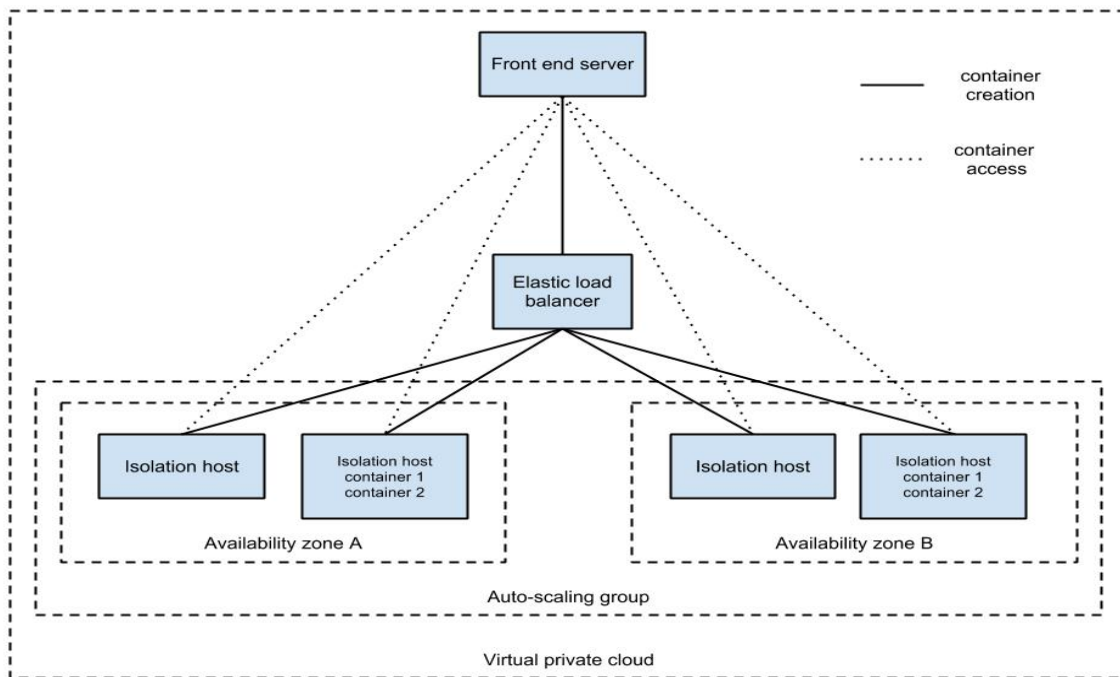 Front end server
container
creation
container
access
Elastic load
balancer
Isolation host
Isolation host
container 1
container 2
Isolation host
Isolation host
container 1
container 2
Availability zone A
Availability zone B
Auto-scaling group
Virtual private cloud